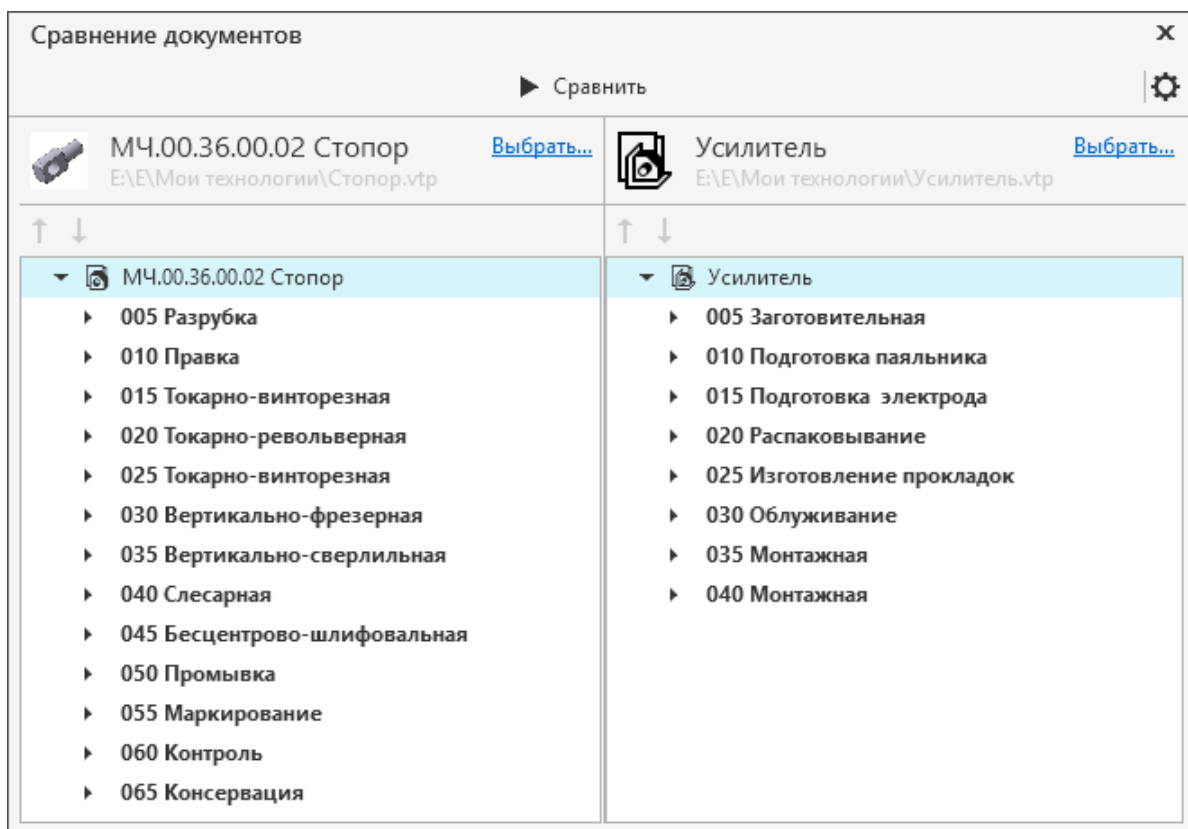 Сравнение документов
Сравнить
МЧ.00.36.00.02 Стопор
Выбрать...
E:\E\Мои технологии\Стопор.vtp
Усилитель
Выбрать...
E:\E\Мои технологии\Усилитель.vtp
МЧ.00.36.00.02 Стопор
005 Разрубка
010 Правка
015 Токарно-винторезная
020 Токарно-револьверная
025 Токарно-винторезная
030 Вертикально-фрезерная
035 Вертикально-сверлильная
040 Слесарная
045 Бесцентрово-шлифовальная
050 Промывка
055 Маркирование
060 Контроль
065 Консервация
Усилитель
005 Заготовительная
010 Подготовка паяльника
015 Подготовка  электрода
020 Распаковывание
025 Изготовление прокладок
030 Облуживание
035 Монтажная
040 Монтажная